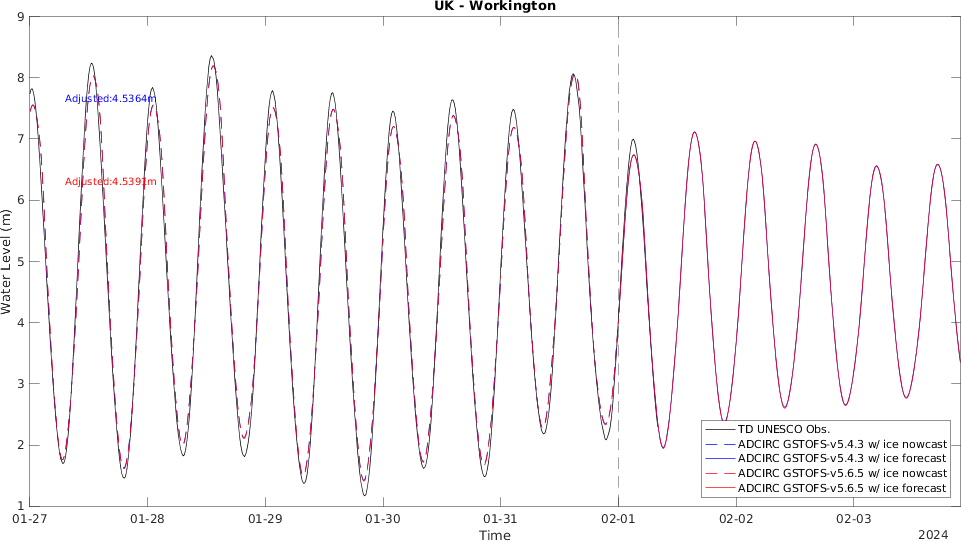 UK - Workington
9
8
7
6
5
4
3
2
1
Water Level (m)
Adjusted:4.5364m
Adjusted:4.5391m
TD UNESCO Obs.
ADCIRC GSTOFS-v5.4.3 w/ ice nowcast
ADCIRC GSTOFS-v5.4.3 w/ ice forecast
ADCIRC GSTOFS-v5.6.5 w/ ice nowcast
ADCIRC GSTOFS-v5.6.5 w/ ice forecast
01-27 01-28 01-29 01-30 01-31 02-01 02-02 02-03
Time
2024